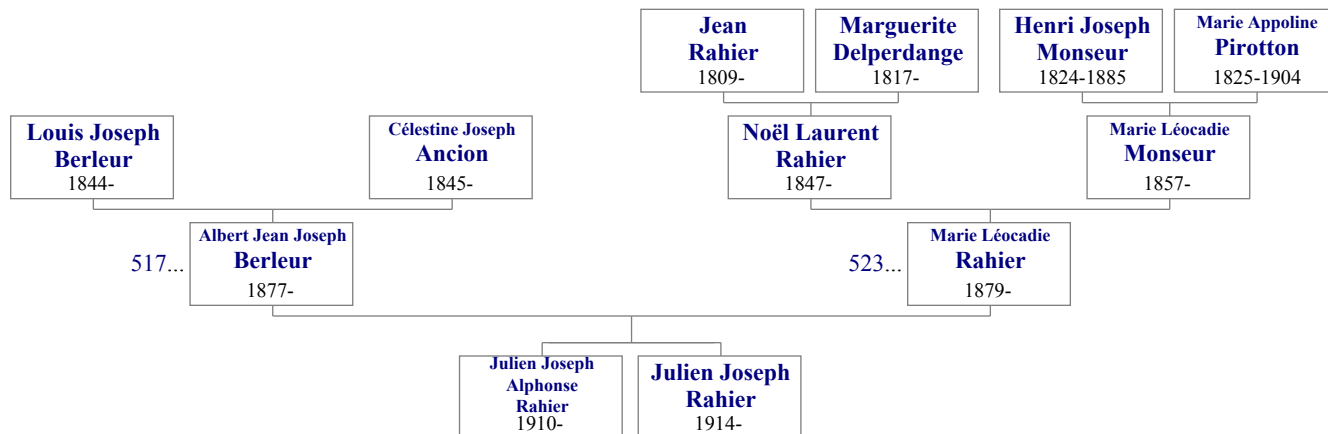 Jean
Rahier
1809-
Marguerite
Delperdange
1817-
Henri Joseph
Monseur
1824-1885
Marie Appoline
Pirotton
1825-1904
Louis Joseph
Berleur
1844-
Célestine Joseph
Ancion
1845-
Noël Laurent
Rahier
1847-
Marie Léocadie
Monseur
1857-
517...
Albert Jean Joseph
Berleur
1877-
523...
Marie Léocadie
Rahier
1879-
Julien Joseph
Alphonse
Rahier
1910-
Julien Joseph
Rahier
1914-